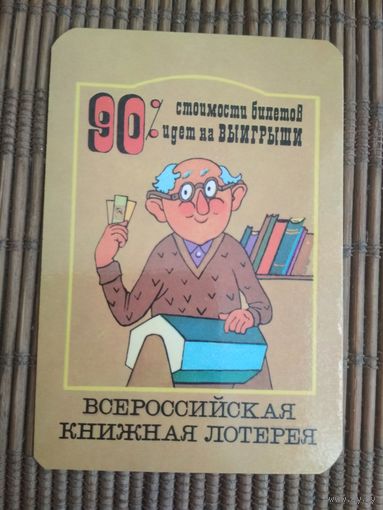 90% стоимости билетов
идет на ВЫИГРЫШИ
ВСЕРОССИЙСКАЯ
КНИЖНАЯ ЛОТЕРЕЯ